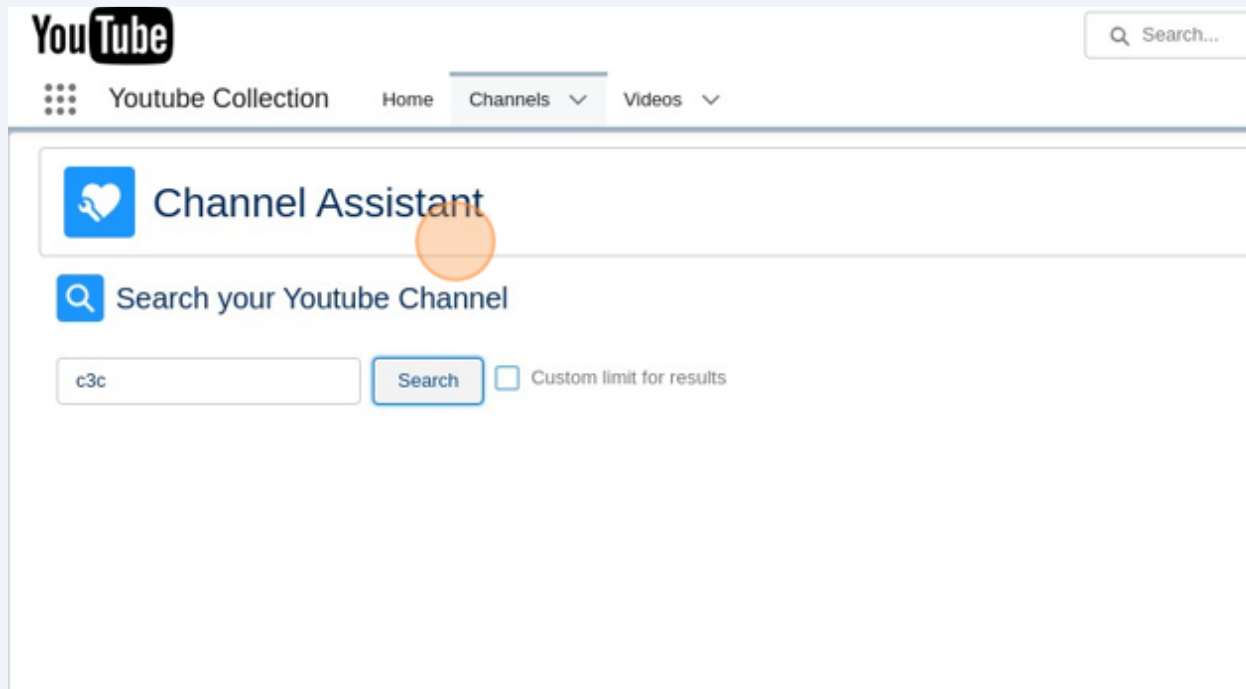 YouTube
Search...
Youtube Collection Home Channels Videos
Channel Assistant
Search your Youtube Channel
c3c Search Custom limit for results